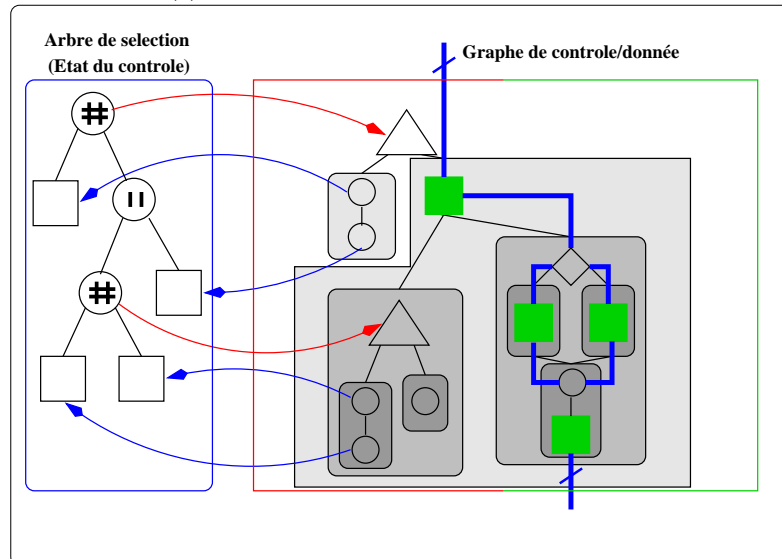 Arbre de selection
(Etat du controle)
Graphe de controle/donnée